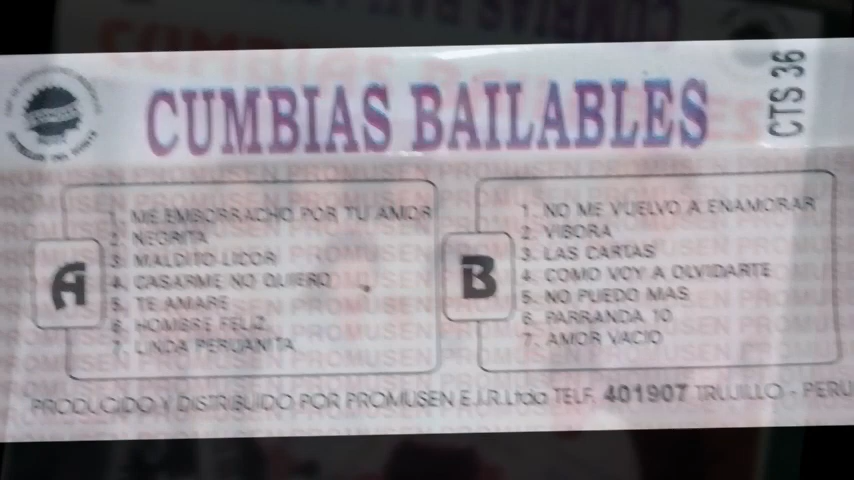 CUMBIAS BAILABLES
CTS 36
A
1. ME EMBORRACHO POR TU AMOR
2. NEGRITA
3. MALDITO LICOR
4. CASARME NO QUIERO
5. TE AMARE
6. HOMBRE FELIZ
7. LINDA PERUANITA
B
1. NO ME VUELVO A ENAMORAR
2. VIBORA
3. LAS CARTAS
4. COMO VOY A OLVIDARTE
5. NO PUEDO MAS
6. PARRANDA 10
7. AMOR VACIO
PRODUCIDO Y DISTRIBUIDO POR PROMUSEN E.I.R.Ltda TELF. 401907 TRUJILLO - PERU